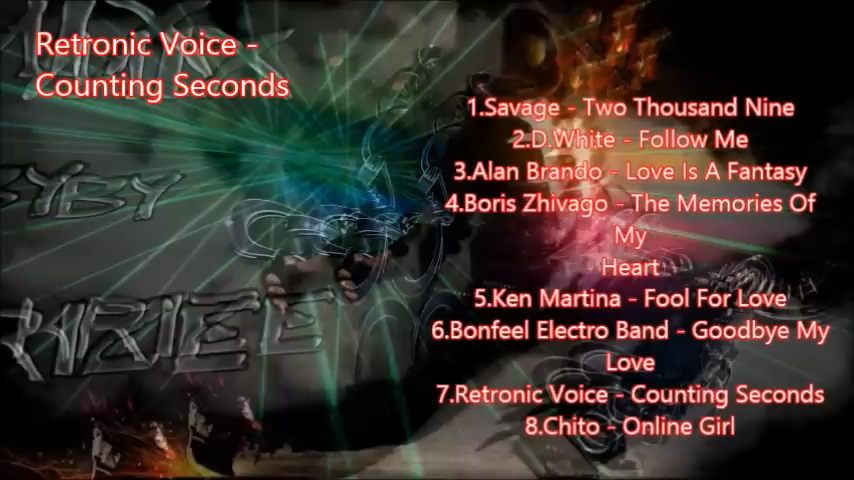 Retronic Voice -
Counting Seconds
1.Savage - Two Thousand Nine
2.D.White - Follow Me
3.Alan Brando - Love Is A Fantasy
4.Boris Zhivago - The Memories Of
My
Heart
5.Ken Martina - Fool For Love
6.Bonfeel Electro Band - Goodbye My
Love
7.Retronic Voice - Counting Seconds
8.Chito - Online Girl